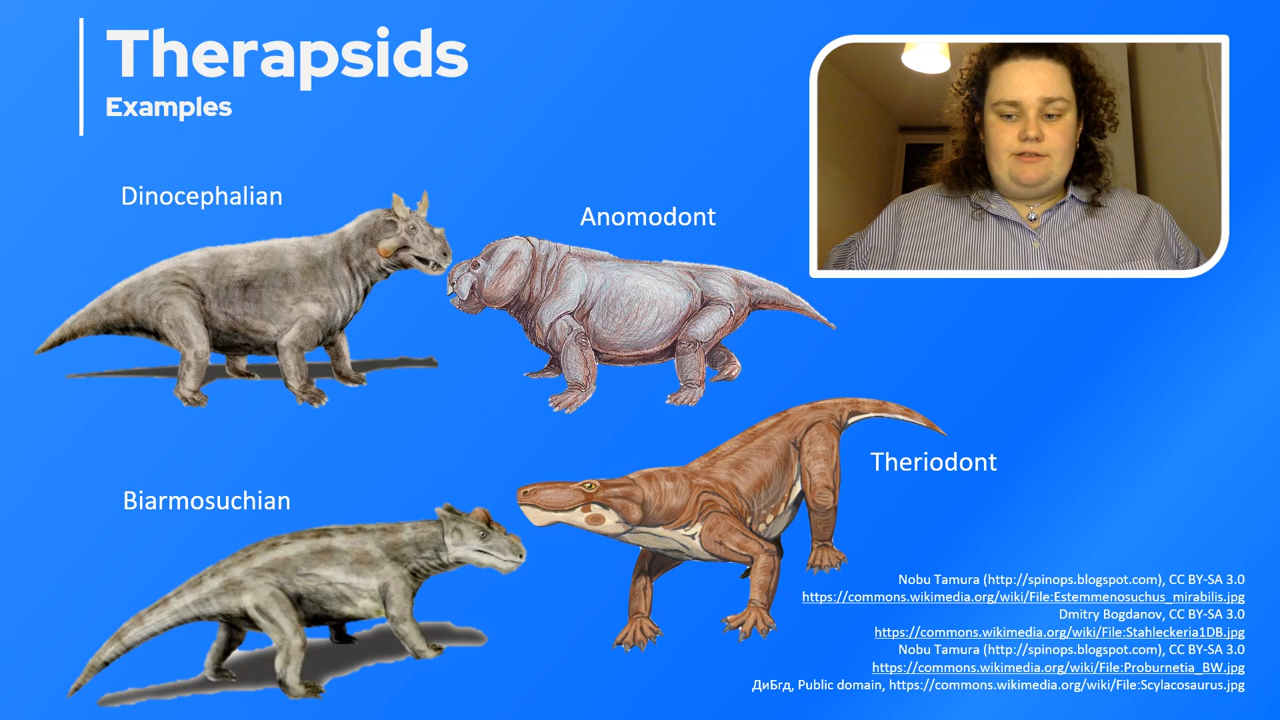 Therapsids
Examples
Dinocephalian
Anomodont
Theriodont
Biarmosuchian
Nobu Tamura (http://spinops.blogspot.com), CC BY-SA 3.0
https://commons.wikimedia.org/wiki/File:Estemmenosuchus_mirabilis.jpg
Dmitry Bogdanov, CC BY-SA 3.0
https://commons.wikimedia.org/wiki/File:Stahleckeria1DB.jpg
Nobu Tamura (http://spinops.blogspot.com), CC BY-SA 3.0
https://commons.wikimedia.org/wiki/File:Proburnetia_BW.jpg
ДиБгд, Public domain, https://commons.wikimedia.org/wiki/File:Scylacosaurus.jpg